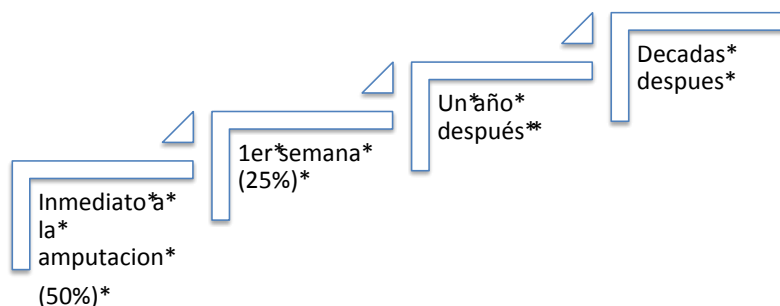 Inmediato*a*
la*
amputacion*
(50%)*
1er*semana*
(25%)*
Un*año*
después**
Decadas*
despues*